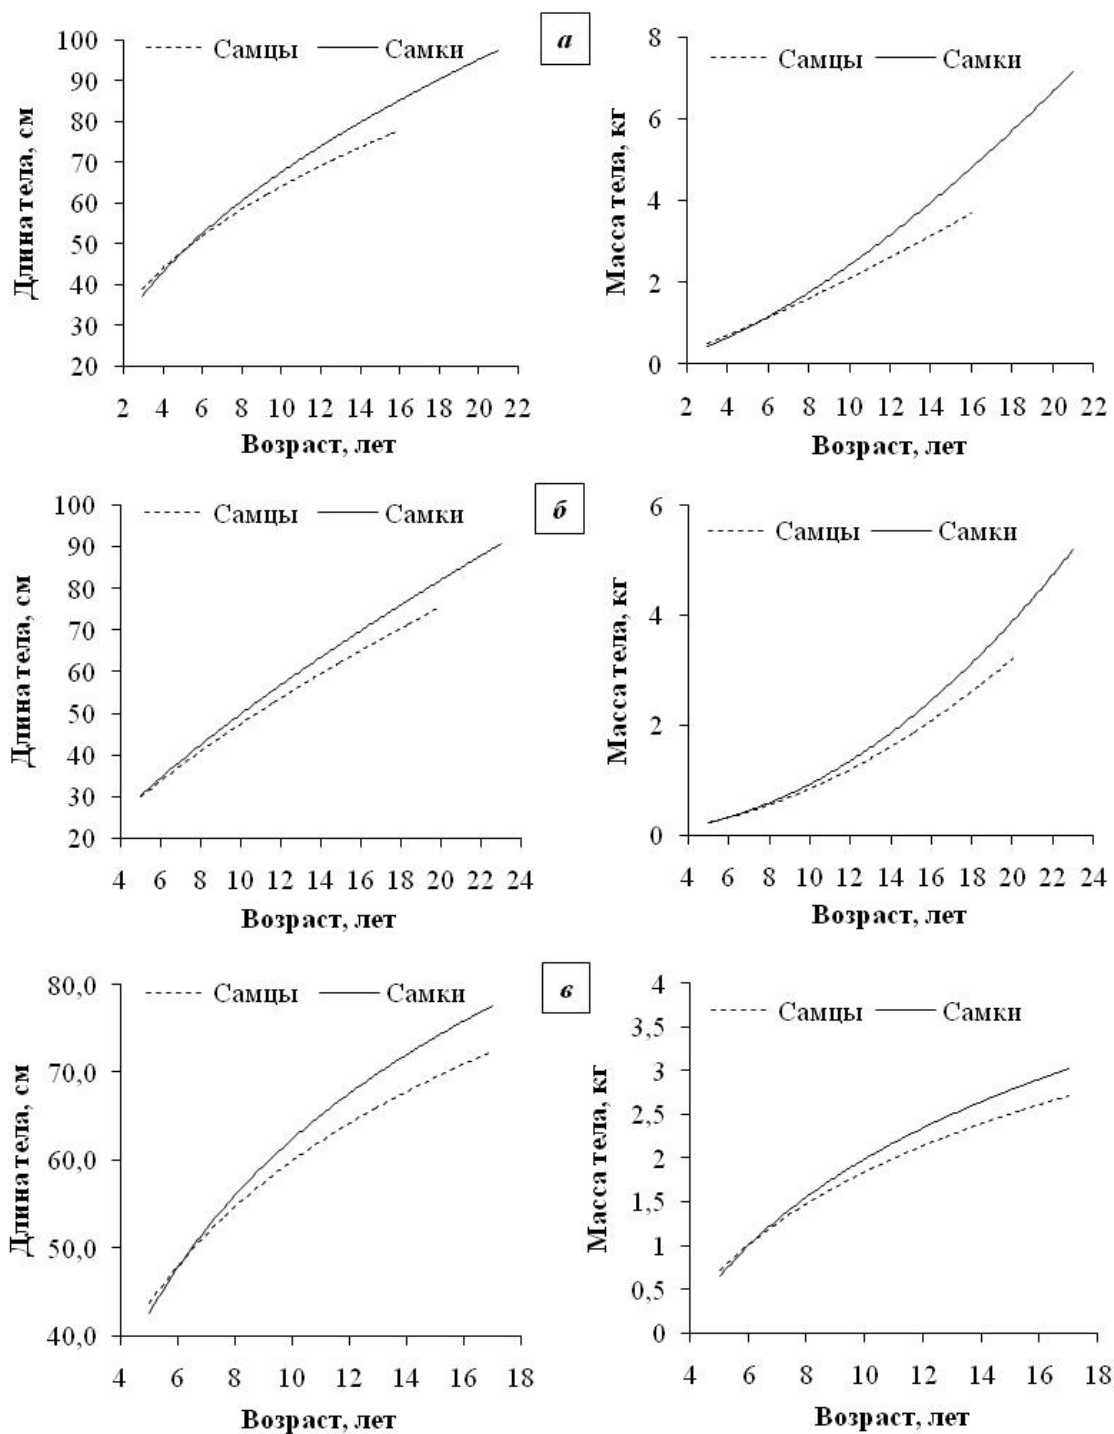 Самцы Самки
а
Длина тела, см
100
90
80
70
60
50
40
30
20
2 4 6 8 10 12 14 16 18 20 22
Возраст, лет
Масса тела, кг
8
6
4
2
0
2 4 6 8 10 12 14 16 18 20 22
Возраст, лет
Самцы Самки
б
Длина тела, см
100
90
80
70
60
50
40
30
20
4 6 8 10 12 14 16 18 20 22 24
Возраст, лет
Самцы Самки
Масса тела, кг
6
4
2
0
4 6 8 10 12 14 16 18 20 22 24
Возраст, лет
Самцы Самки
в
Длина тела, см
80,0
70,0
60,0
50,0
40,0
4 6 8 10 12 14 16 18
Возраст, лет
Самцы Самки
Масса тела, кг
4
3,5
3
2,5
2
1,5
1
0,5
0
4 6 8 10 12 14 16 18
Возраст, лет